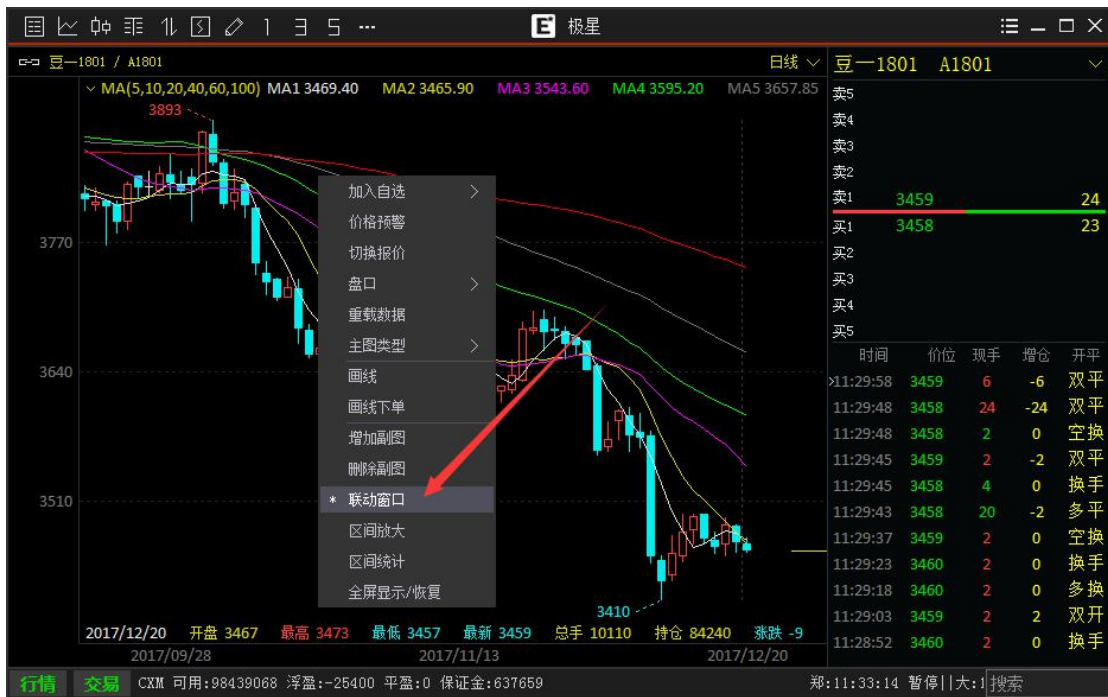 1 3 5 ... E 极星
豆一1801 / A1801 日线
豆一1801 A1801
MA(5,10,20,40,60,100) MA1 3469.40 MA2 3465.90 MA3 3543.60 MA4 3595.20 MA5 3657.85
3893
3770
3640
3510
3410
加入自选
价格预警
切换报价
盘口
重载数据
主图类型
画线
画线下单
增加副图
删除副图
* 联动窗口
区间放大
区间统计
全屏显示/恢复
2017/12/20 开盘 3467 最高 3473 最低 3457 最新 3459 总手 10110 持仓 84240 涨跌 -9
2017/09/28 2017/11/13 2017/12/20
卖5
卖4
卖3
卖2
卖1 3459 24
买1 3458 23
买2
买3
买4
买5
时间 价位 现手 增仓 开平
11:29:58 3459 6 -6 双平
11:29:48 3458 24 -24 双平
11:29:48 3458 2 0 空换
11:29:45 3459 2 -2 双平
11:29:45 3458 4 0 换手
11:29:43 3458 20 -2 多平
11:29:37 3459 2 0 空换
11:29:23 3460 2 0 换手
11:29:18 3460 2 0 多换
11:29:03 3459 2 2 双开
11:28:52 3460 2 0 换手
行情 交易 CXM 可用:98439068 浮盈:-25400 平盈:0 保证金:637659 郑:11:33:14 暂停||大:1 搜索